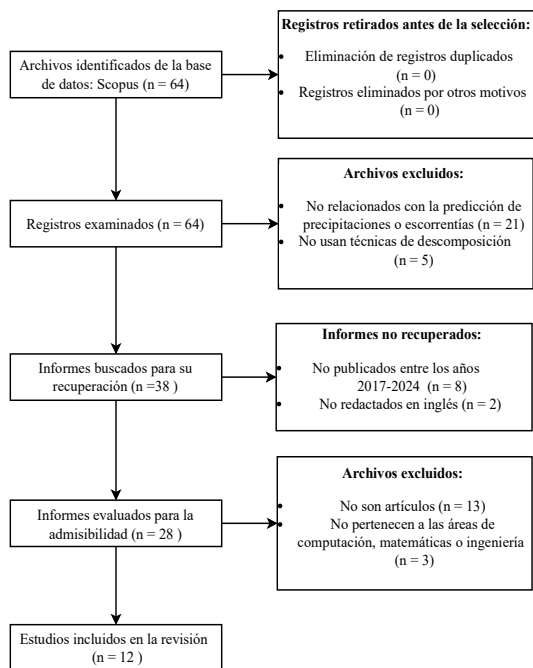 Archivos identificados de la base
de datos: Scopus (n = 64)
Registros retirados antes de la selección:
• Eliminación de registros duplicados
(n = 0)
• Registros eliminados por otros motivos
(n = 0)
Registros examinados (n = 64)
Archivos excluidos:
• No relacionados con la predicción de
precipitaciones o escorrentías (n = 21)
• No usan técnicas de descomposición
(n = 5)
Informes buscados para su
recuperación (n =38 )
Informes no recuperados:
• No publicados entre los años
2017-2024 (n = 8)
• No redactados en inglés (n = 2)
Informes evaluados para la
admisibilidad (n = 28 )
Archivos excluidos:
• No son artículos (n = 13)
• No pertenecen a las áreas de
computación, matemáticas o ingeniería
(n = 3)
Estudios incluidos en la revisión
(n = 12 )